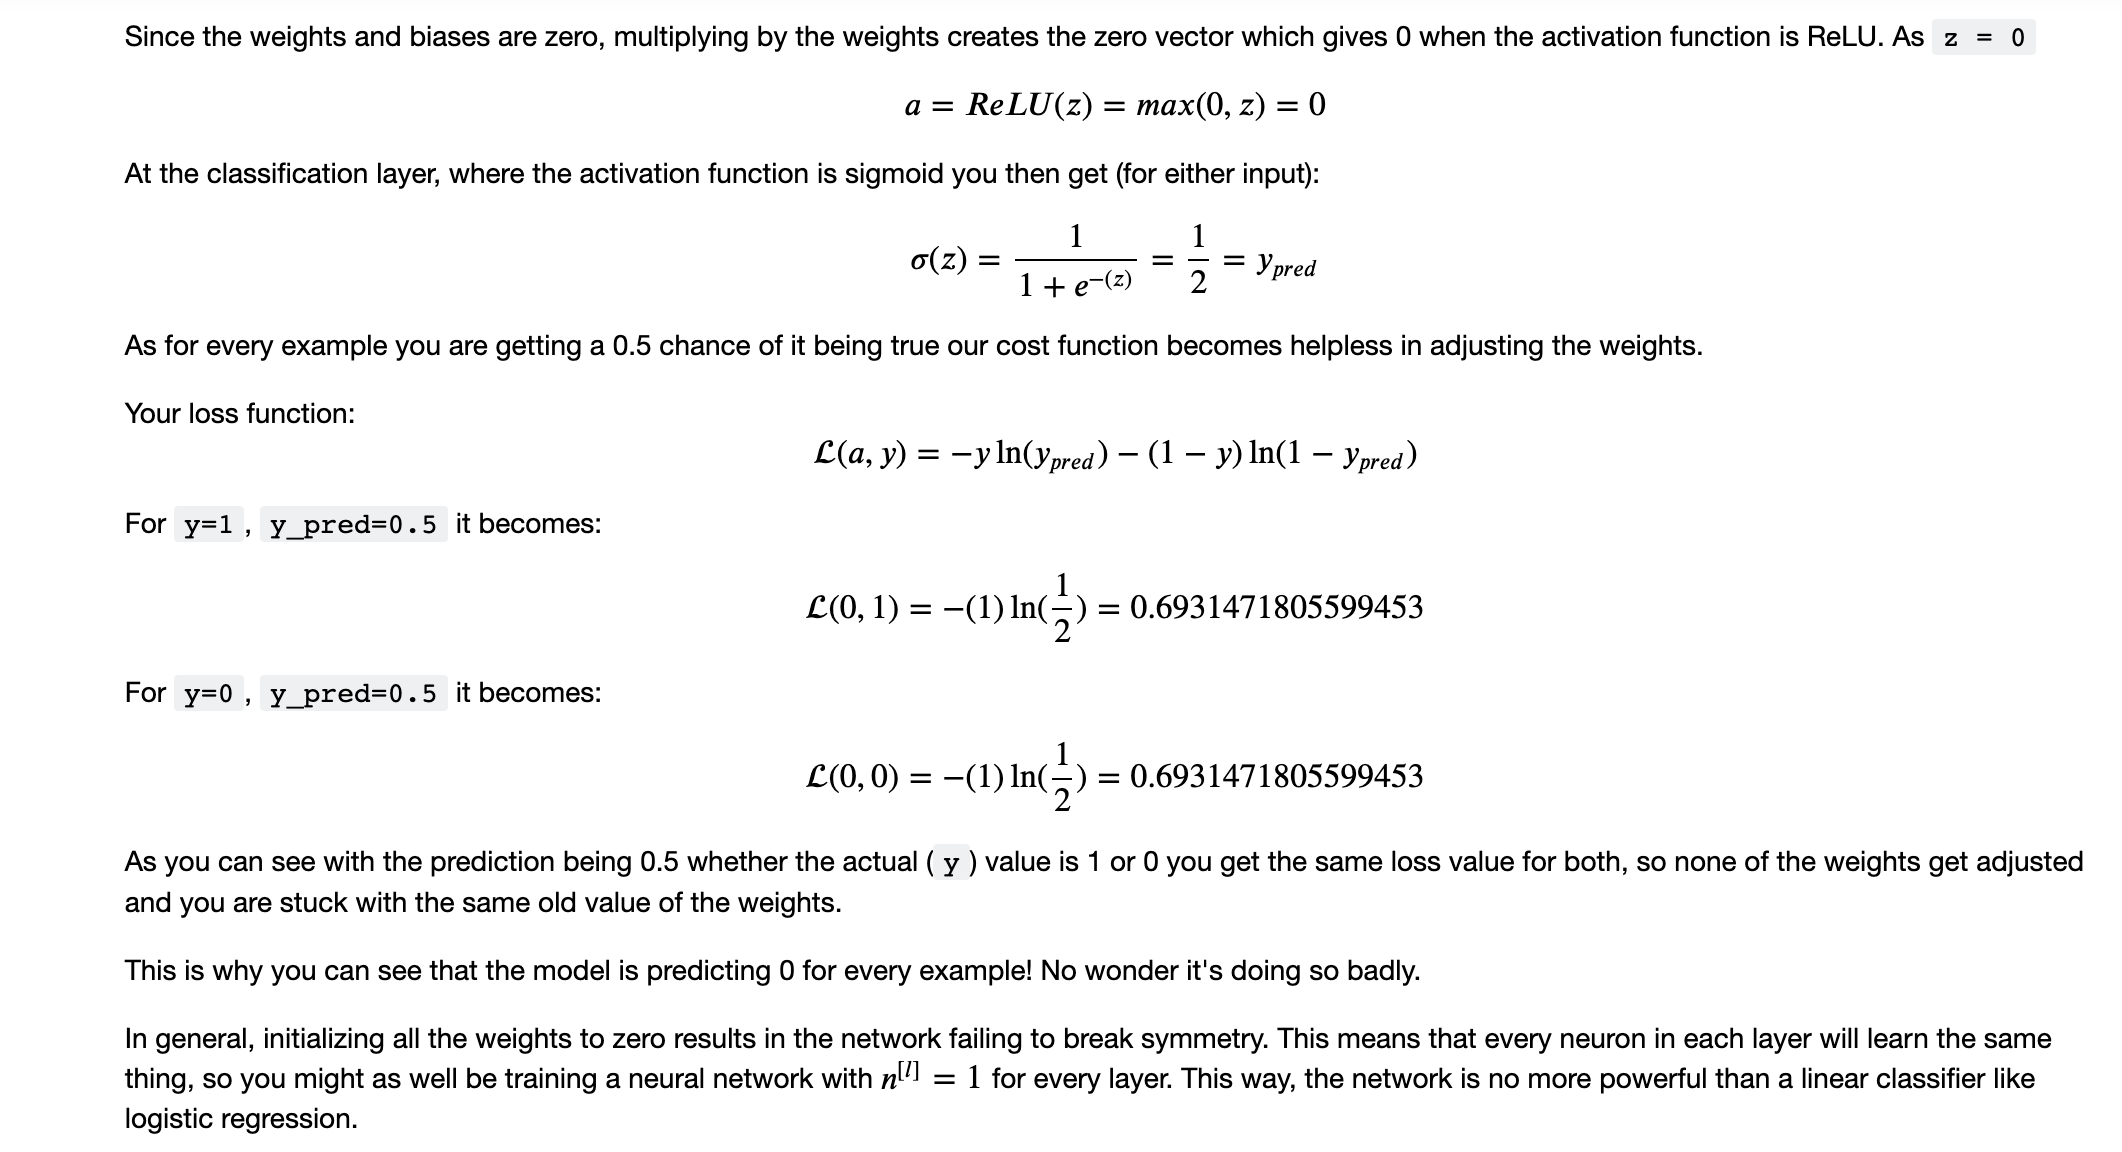 Since the weights and biases are zero, multiplying by the weights creates the zero vector which gives 0 when the activation function is ReLU. As z = 0
a = ReLU(z) = max(0, z) = 0
At the classification layer, where the activation function is sigmoid you then get (for either input):
σ(z) = \frac{1}{1 + e^{-(z)}} = \frac{1}{2} = y_{pred}
As for every example you are getting a 0.5 chance of it being true our cost function becomes helpless in adjusting the weights.
Your loss function:
ℒ(a, y) = −y ln(y_{pred}) − (1 − y) ln(1 − y_{pred})
For y=1 , y_pred=0.5 it becomes:
ℒ(0, 1) = −(1) ln(\frac{1}{2}) = 0.6931471805599453
For y=0 , y_pred=0.5 it becomes:
ℒ(0, 0) = −(1) ln(\frac{1}{2}) = 0.6931471805599453
As you can see with the prediction being 0.5 whether the actual ( y ) value is 1 or 0 you get the same loss value for both, so none of the weights get adjusted
and you are stuck with the same old value of the weights.
This is why you can see that the model is predicting 0 for every example! No wonder it's doing so badly.
In general, initializing all the weights to zero results in the network failing to break symmetry. This means that every neuron in each layer will learn the same
thing, so you might as well be training a neural network with n^{[l]} = 1 for every layer. This way, the network is no more powerful than a linear classifier like
logistic regression.